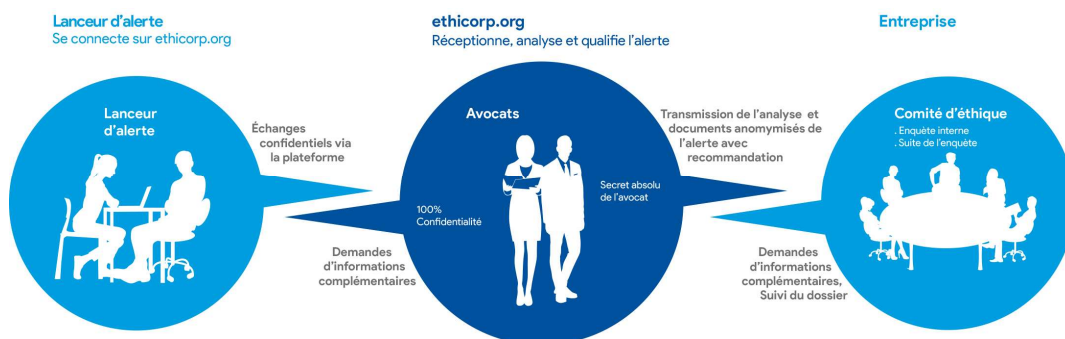 Lanceur d'alerte
Se connecte sur ethicorp.org
ethicorp.org
Réceptionne, analyse et qualifie l'alerte
Entreprise
Lanceur
d'alerte
Échanges
confidentiels via
la plateforme
Avocats
Transmission de l'analyse et
documents anomymisés de
l'alerte avec
recommandation
Comité d'éthique
. Enquète interne
. Suite de l'enquète
100%
Confidentialité
Secret absolu
de l'avocat
Demandes
d'informations
complémentaires
Demandes
d'informations
complémentaires,
Suivi du dossier